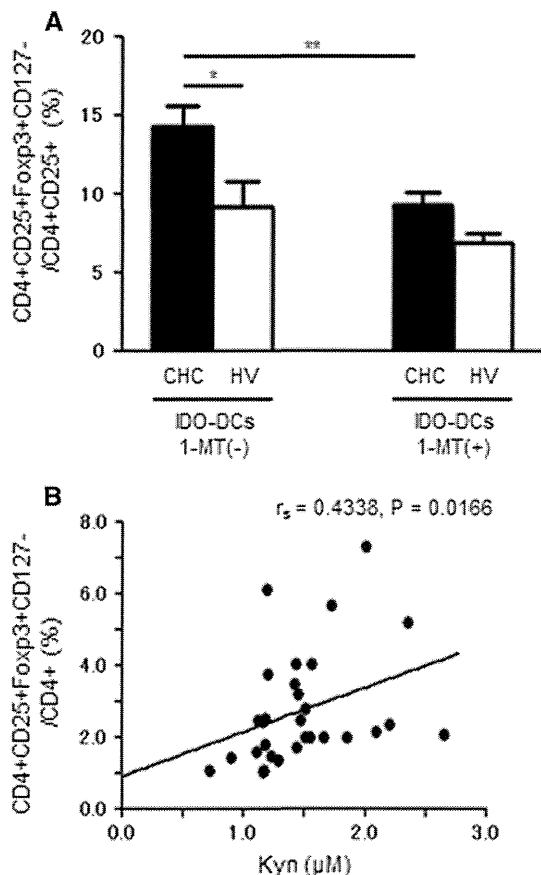 A
CD4+CD25+Foxp3+CD127-
/CD4+CD25+ (%)
20
15
10
5
0
**
*
CHC HV CHC HV
IDO-DCs IDO-DCs
1-MT(-) 1-MT(+)
B
rs = 0.4338, P = 0.0166
CD4+CD25+Foxp3+CD127-
/CD4+ (%)
8.0
6.0
4.0
2.0
0.0
0.0 1.0 2.0 3.0
Kyn (μM)